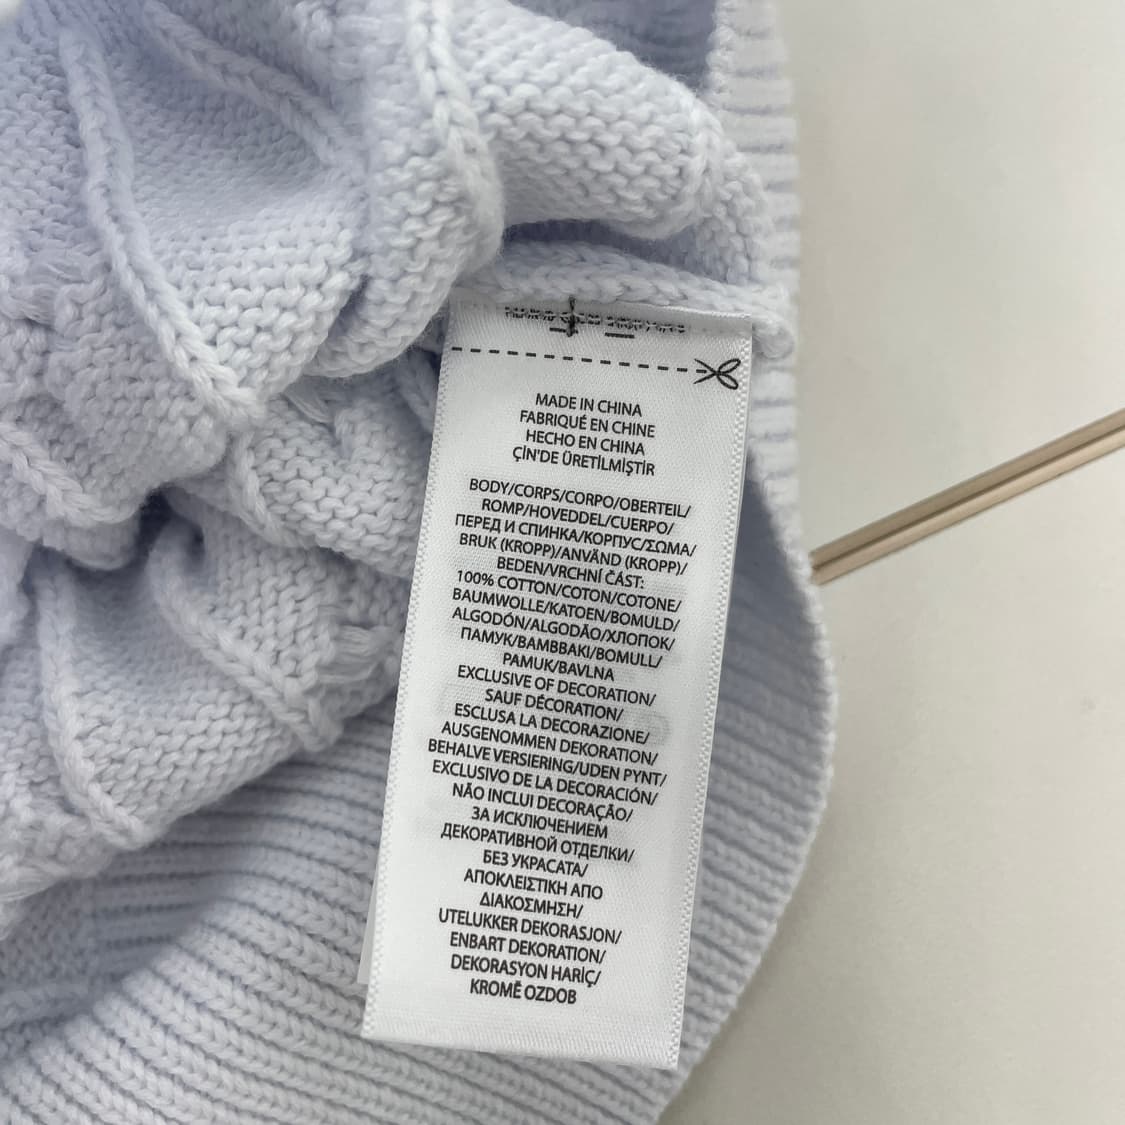 MADE IN CHINA
FABRIQUÉ EN CHINE
HECHO EN CHINA
ÇİN'DE ÜRETİLMİŞTİR
BODY/CORPS/CORPO/OBERTEIL/
ROMP/HOVEDDEL/CUERPO/
ПЕРЕД И СПИНКА/КОРПУС/ΣΩΜΑ/
BRUK (KROPP)/ANVÄND (KROPP)/
BEDEN/VRCHNÍ ČÁST:
100% COTTON/COTON/COTONE/
BAUMWOLLE/KATOEN/BOMULD/
ALGODÓN/ALGODÃO/ХЛОПОК/
ПАМУК/ΒΑΜΒΒΑΚΙ/BOMULL/
PAMUK/BAVLNA
EXCLUSIVE OF DECORATION/
SAUF DÉCORATION/
ESCLUSA LA DECORAZIONE/
AUSGENOMMEN DEKORATION/
BEHALVE VERSIERING/UDEN PYNT/
EXCLUSIVO DE LA DECORACIÓN/
NÃO INCLUI DECORAÇÃO/
ЗА ИСКЛЮЧЕНИЕМ
ДЕКОРАТИВНОЙ ОТДЕЛКИ/
БЕЗ УКРАСАТА/
ΑΠΟΚΛΕΙΣΤΙΚΗ ΑΠΟ
ΔΙΑΚΟΣΜΗΣΗ/
UTELUKKER DEKORASJON/
ENBART DEKORATION/
DEKORASYON HARİÇ/
KROMĚ OZDOB